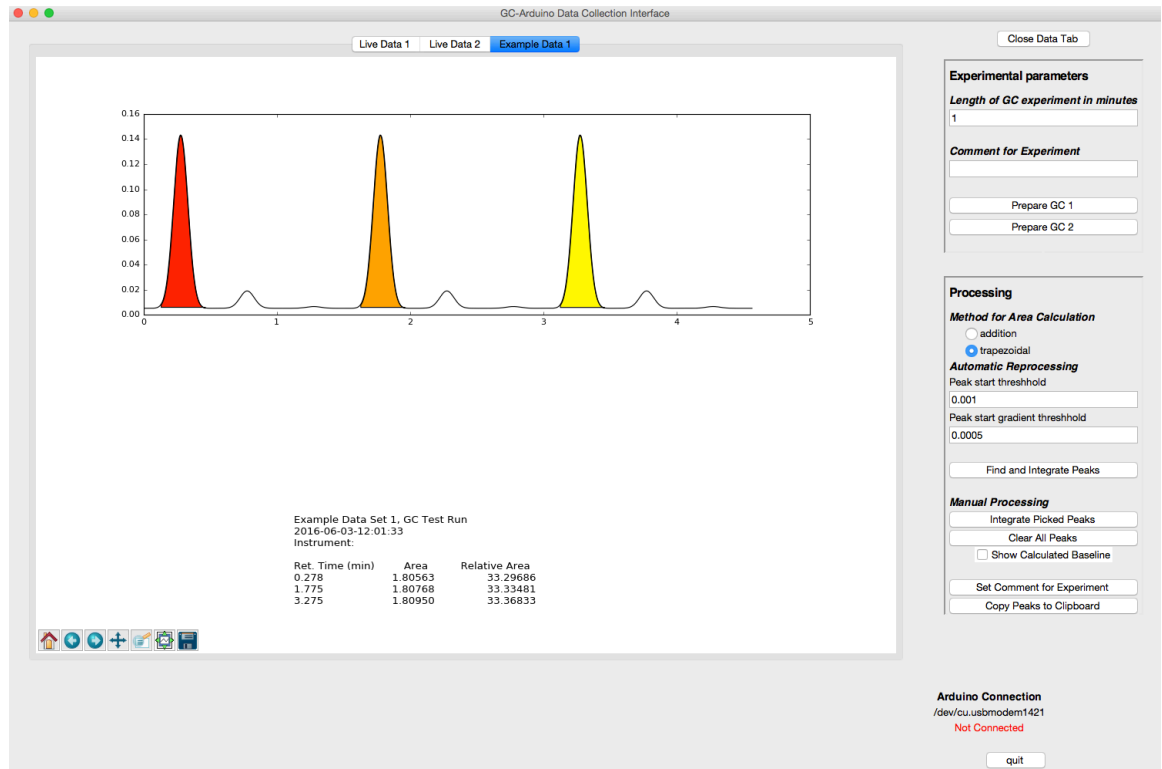 GC-Arduino Data Collection Interface
Live Data 1 Live Data 2 Example Data 1
0.16
0.14
0.12
0.10
0.08
0.06
0.04
0.02
0.00
0 1 2 3 4 5
Example Data Set 1, GC Test Run
2016-06-03-12:01:33
Instrument:
Ret. Time (min) Area Relative Area
0.278 1.80563 33.29686
1.775 1.80768 33.33481
3.275 1.80950 33.36833
Close Data Tab
Experimental parameters
Length of GC experiment in minutes
1
Comment for Experiment
Prepare GC 1
Prepare GC 2
Processing
Method for Area Calculation
addition
trapezoidal
Automatic Reprocessing
Peak start threshhold
0.001
Peak start gradient threshhold
0.0005
Find and Integrate Peaks
Manual Processing
Integrate Picked Peaks
Clear All Peaks
Show Calculated Baseline
Set Comment for Experiment
Copy Peaks to Clipboard
Arduino Connection
/dev/cu.usbmodem1421
Not Connected
quit